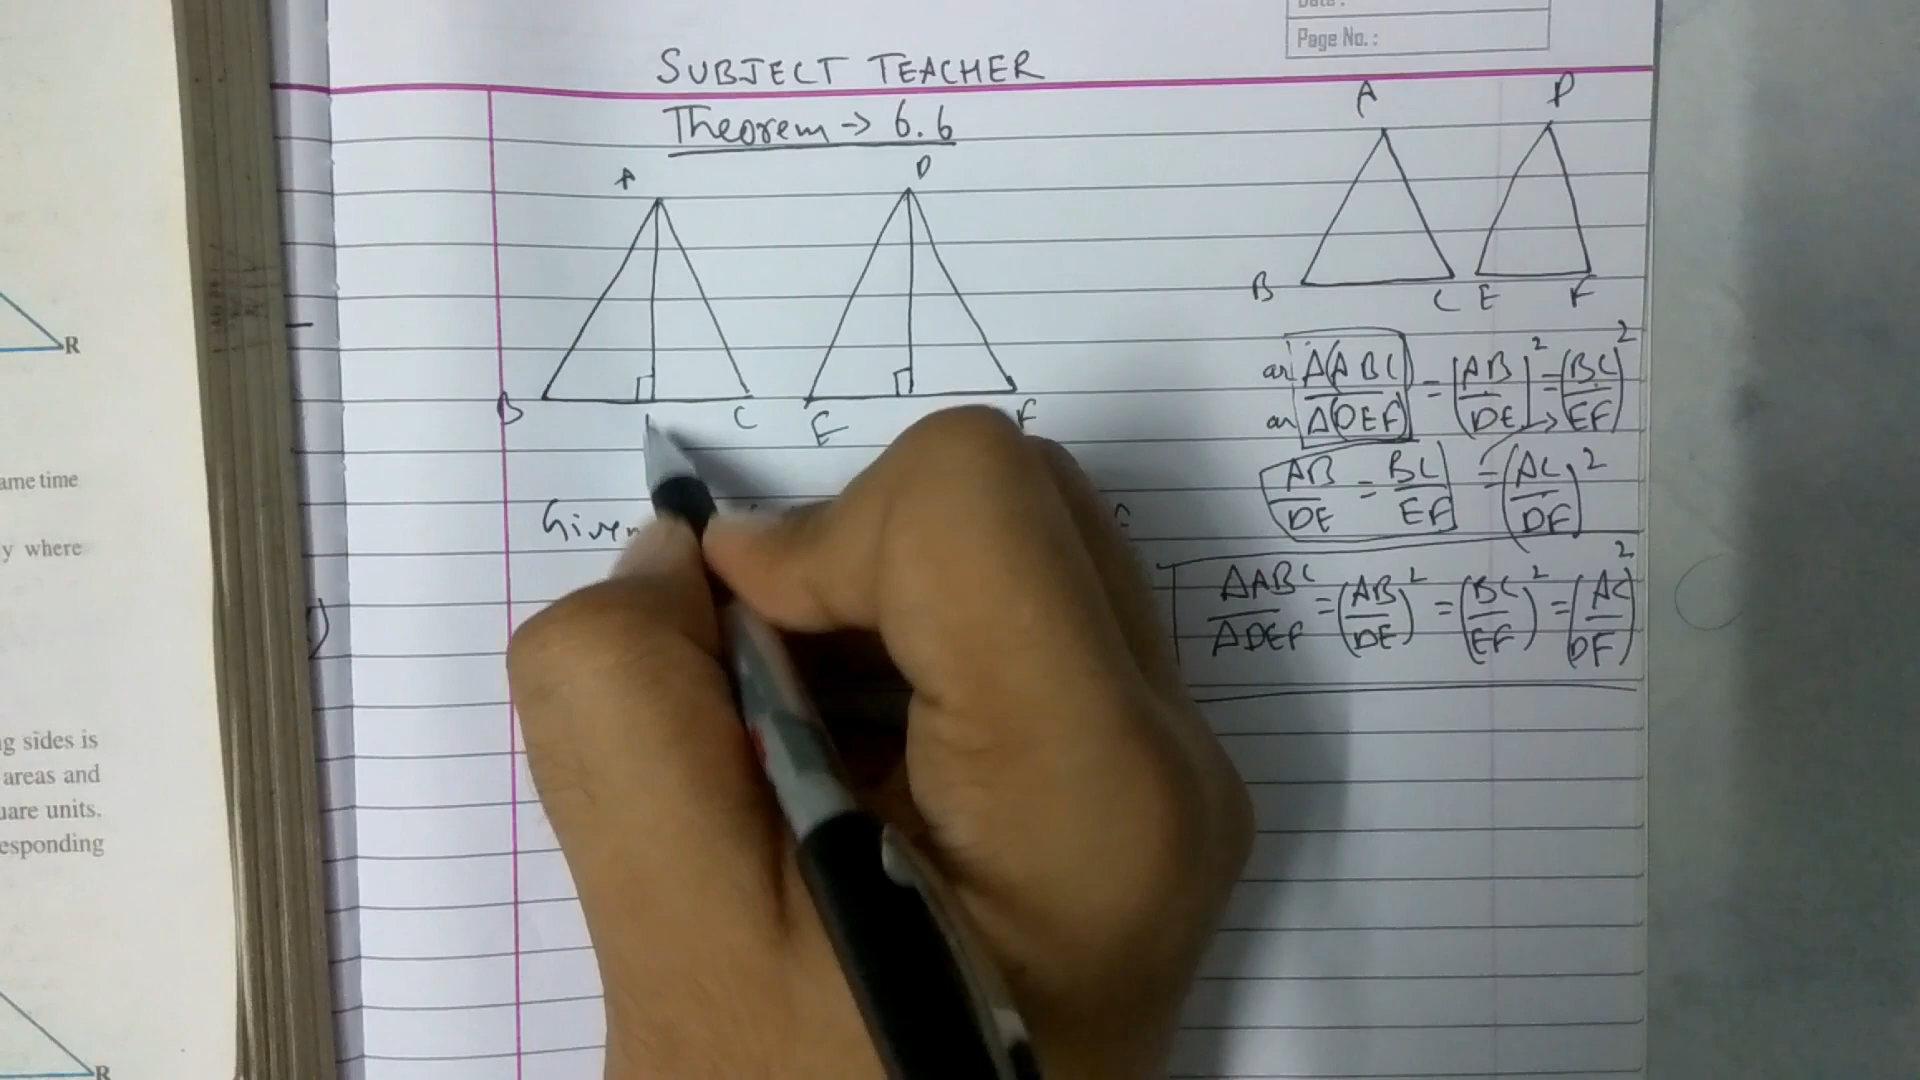 Page No. :
SUBJECT TEACHER
Theorem → 6.6
A D
B C E F
Given
A D
B C E F
ar Δ(ABC) / ar Δ(DEF) = (AB/DE)² = (BC/EF)²
AB/DE = BC/EF = (AC/DF)²
ΔABC/ΔDEF = (AB/DE)² = (BC/EF)² = (AC/DF)²
R
ame time
y where
g sides is
areas and
uare units.
esponding
R